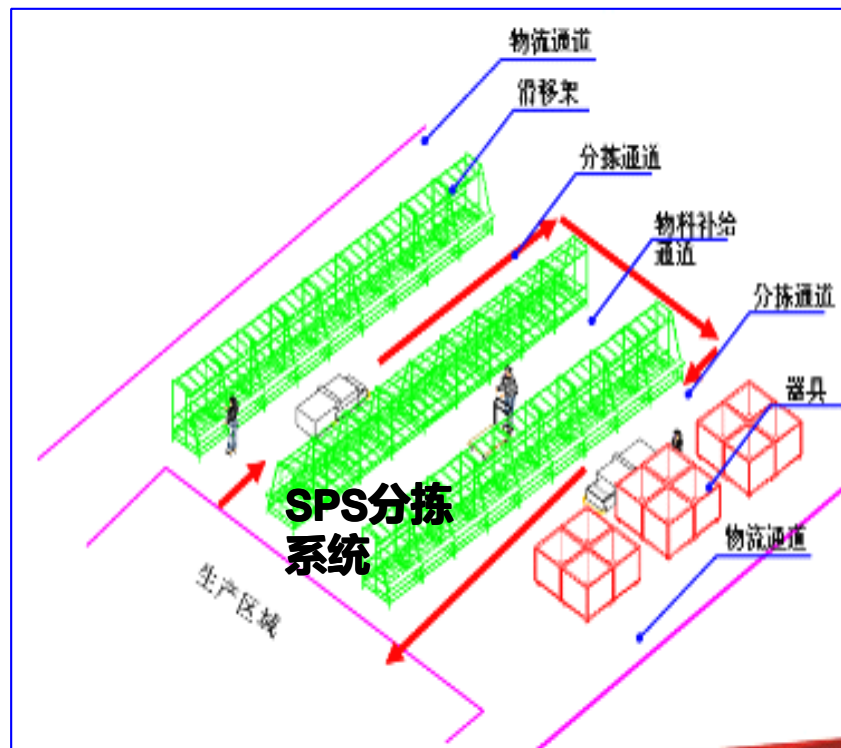 物流通道
滑移架
分拣通道
物料补给
通道
分拣通道
器具
SPS分拣
系统
物流通道
生产区域